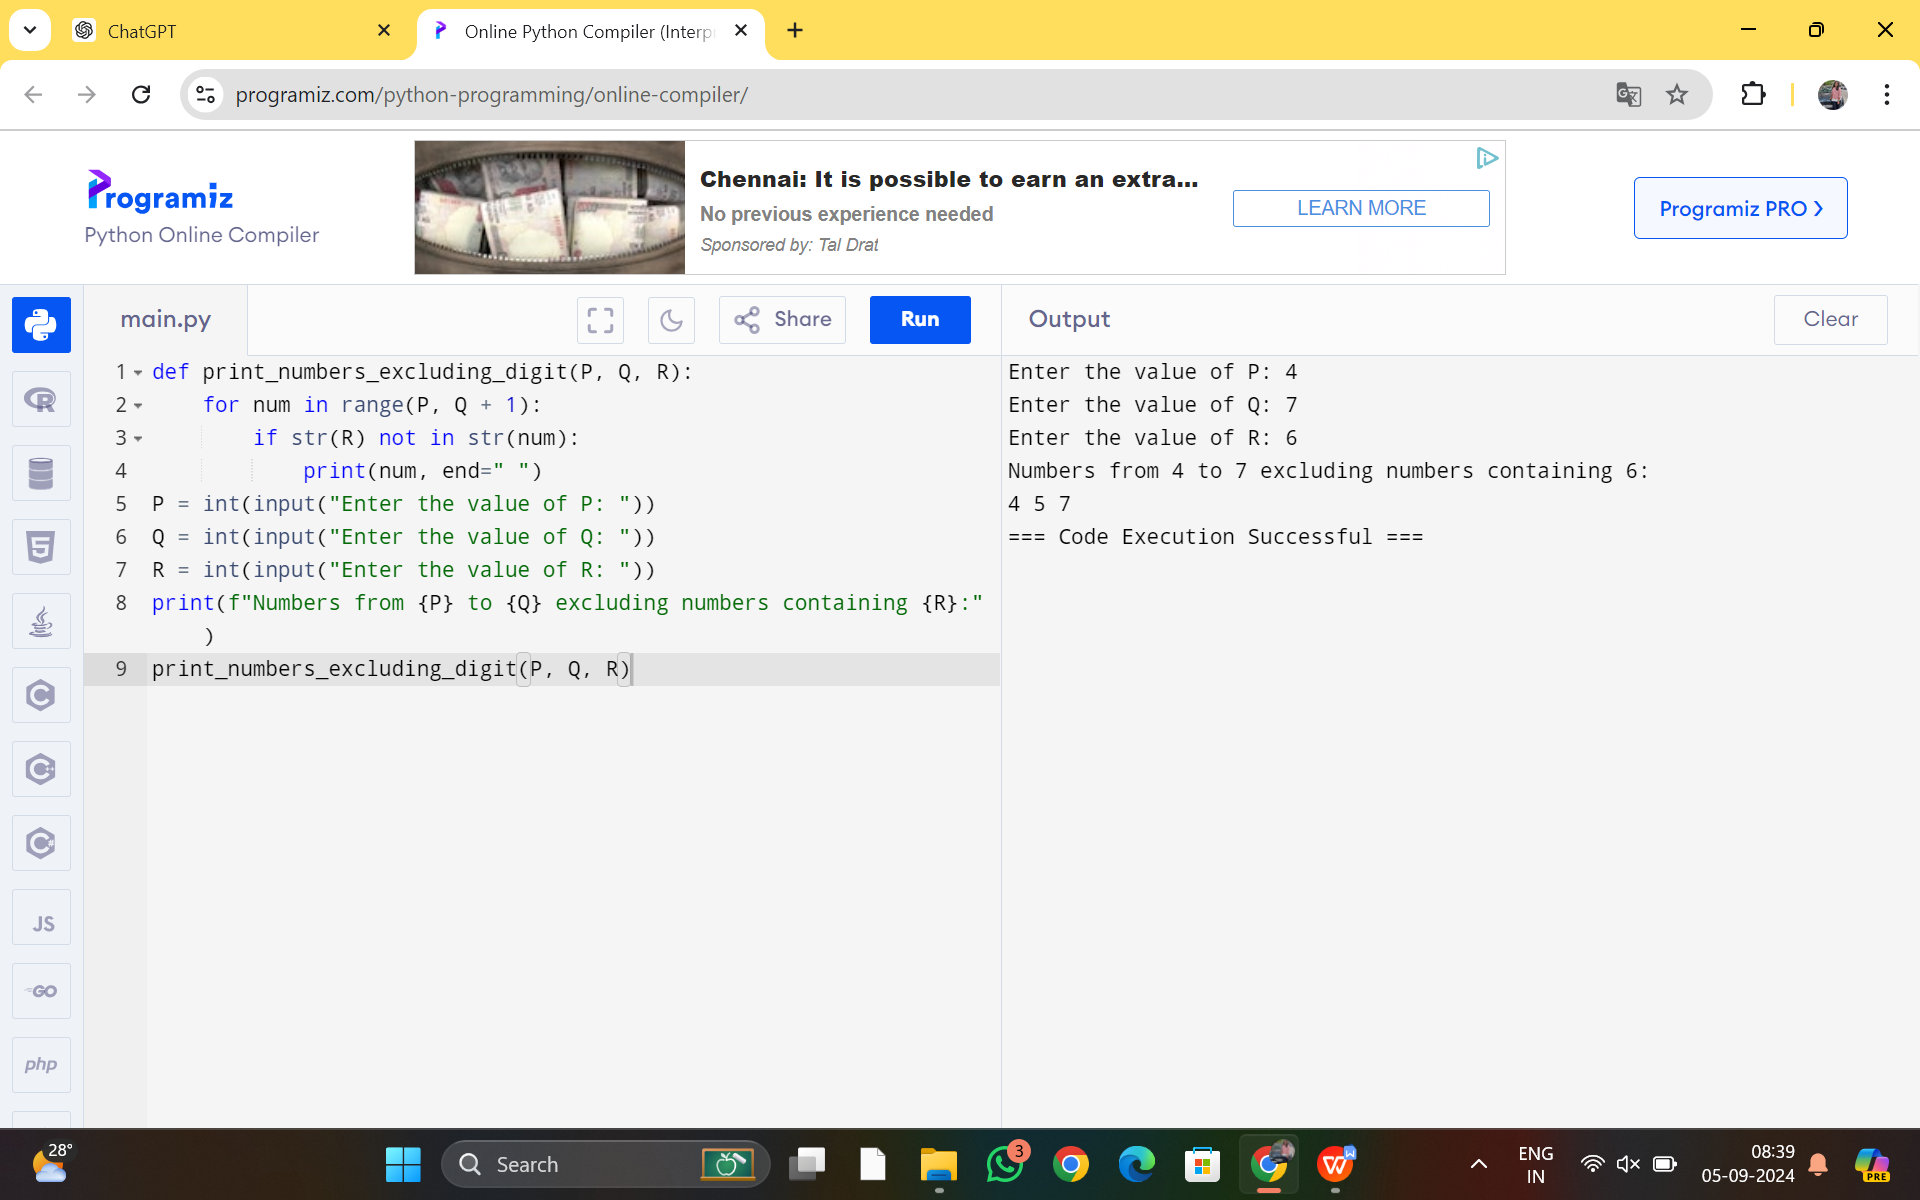 ChatGPT
Online Python Compiler (Interp
programiz.com/python-programming/online-compiler/
Programiz
Python Online Compiler
Chennai: It is possible to earn an extra...
No previous experience needed
Sponsored by: Tal Drat
LEARN MORE
Programiz PRO
main.py
Share
Run
Output
Clear
1 def print_numbers_excluding_digit(P, Q, R):
2     for num in range(P, Q + 1):
3         if str(R) not in str(num):
4             print(num, end=" ")
5 P = int(input("Enter the value of P: "))
6 Q = int(input("Enter the value of Q: "))
7 R = int(input("Enter the value of R: "))
8 print(f"Numbers from {P} to {Q} excluding numbers containing {R}:"
)
9 print_numbers_excluding_digit(P, Q, R)
Enter the value of P: 4
Enter the value of Q: 7
Enter the value of R: 6
Numbers from 4 to 7 excluding numbers containing 6:
4 5 7
=== Code Execution Successful ===
R
5
C
C++
C#
JS
GO
php
28°
Search
3
W
W
ENG
IN
08:39
05-09-2024
PRE